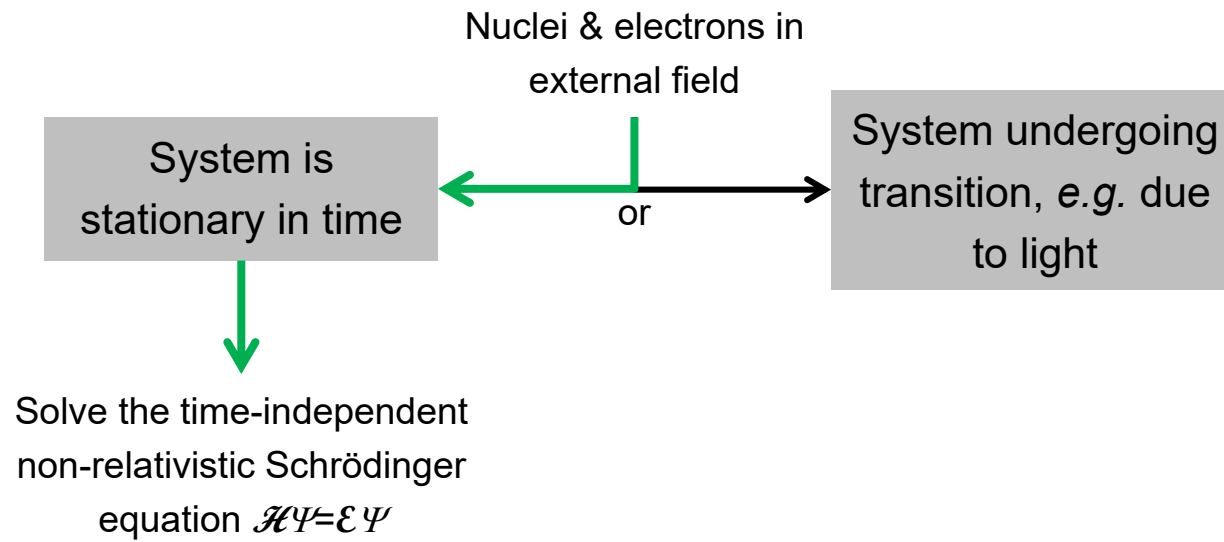 Nuclei & electrons in
external field
System is
stationary in time
or
System undergoing
transition, e.g. due
to light
Solve the time-independent
non-relativistic Schrödinger
equation ℋΨ=ℇΨ